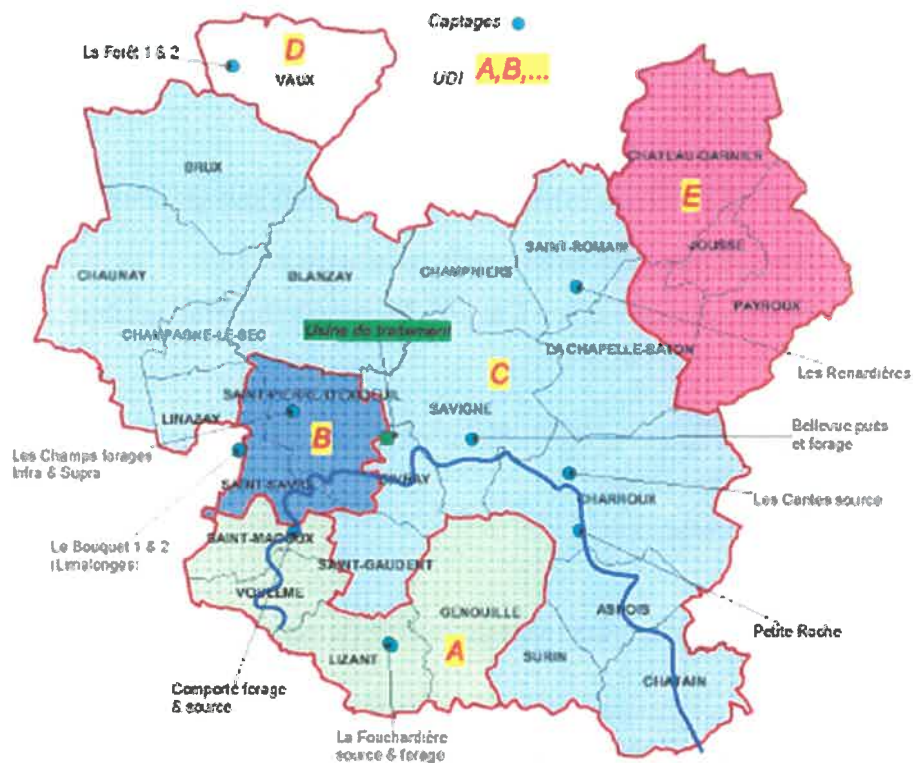 Captages
La Forêt 1 & 2
D
VAUX
UDI A,B,...
BRUX
CHATEAU-GARNIER
E
SAINT-ROMAIN
JOUSSE
CHAUNAY
BLANZAY
CHAMPNIERS
PAYROUX
CHAMPAGNE-LE-SEC
Usine de traitement
LA CHAPELLE-BATON
C
Les Renardières
SAINT-PIERRE-D'EXIDEUIL
SAVIGNE
LINAZAY
B
Bellevue puits
et forage
Les Champs forages
Infra & Supra
SAINT-SAVIOL
CIVRAY
CHARROUX
Les Cantes source
Le Bouquet 1 & 2
(Limalonges)
SAINT-MACOUX
SAINT-GAUDENT
VOULEME
GENOUILLE
ASNOIS
Petite Roche
LIZANT
A
SURIN
CHATAIN
Comporté forage
& source
La Fouchardière
source & forage